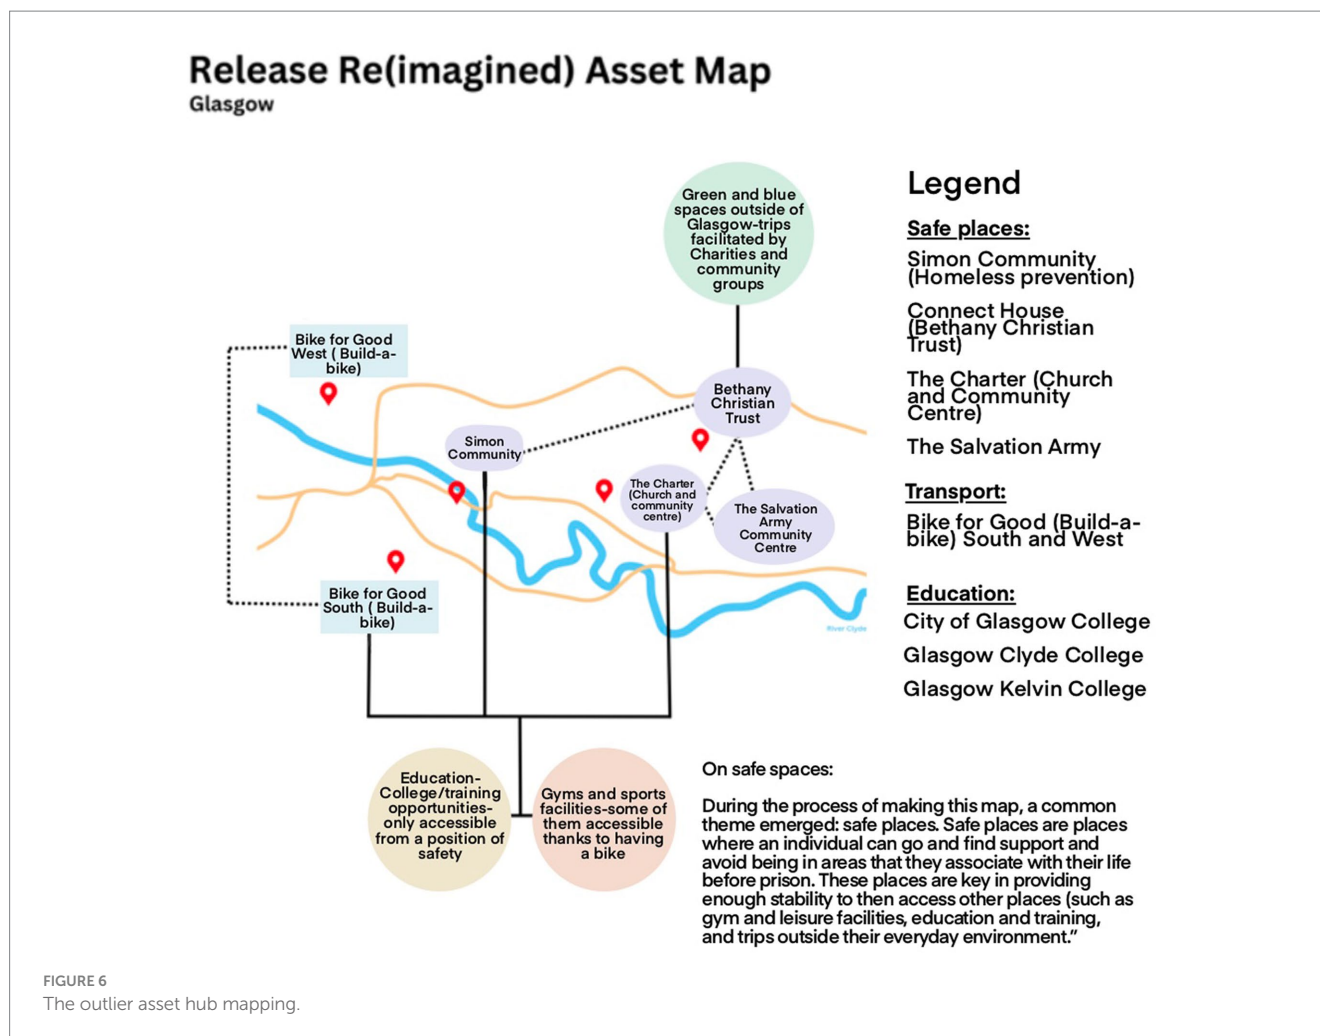 Release Re(imagined) Asset Map
Glasgow
Green and blue
spaces outside of
Glasgow-trips
facilitated by
Charities and
community
groups
Bike for Good
West ( Build-a-
bike)
Bethany
Christian
Trust
Simon
Community
The Charter
(Church and
community
centre)
The Salvation
Army
Community
Centre
Bike for Good
South ( Build-a-
bike)
River Clyde
Education-
College/training
opportunities-
only accessible
from a position of
safety
Gyms and sports
facilities-some of
them accessible
thanks to having
a bike
Legend
Safe places:
Simon Community
(Homeless prevention)
Connect House
(Bethany Christian
Trust)
The Charter (Church
and Community
Centre)
The Salvation Army
Transport:
Bike for Good (Build-a-
bike) South and West
Education:
City of Glasgow College
Glasgow Clyde College
Glasgow Kelvin College
On safe spaces:
During the process of making this map, a common
theme emerged: safe places. Safe places are places
where an individual can go and find support and
avoid being in areas that they associate with their life
before prison. These places are key in providing
enough stability to then access other places (such as
gym and leisure facilities, education and training,
and trips outside their everyday environment.”
FIGURE 6
The outlier asset hub mapping.